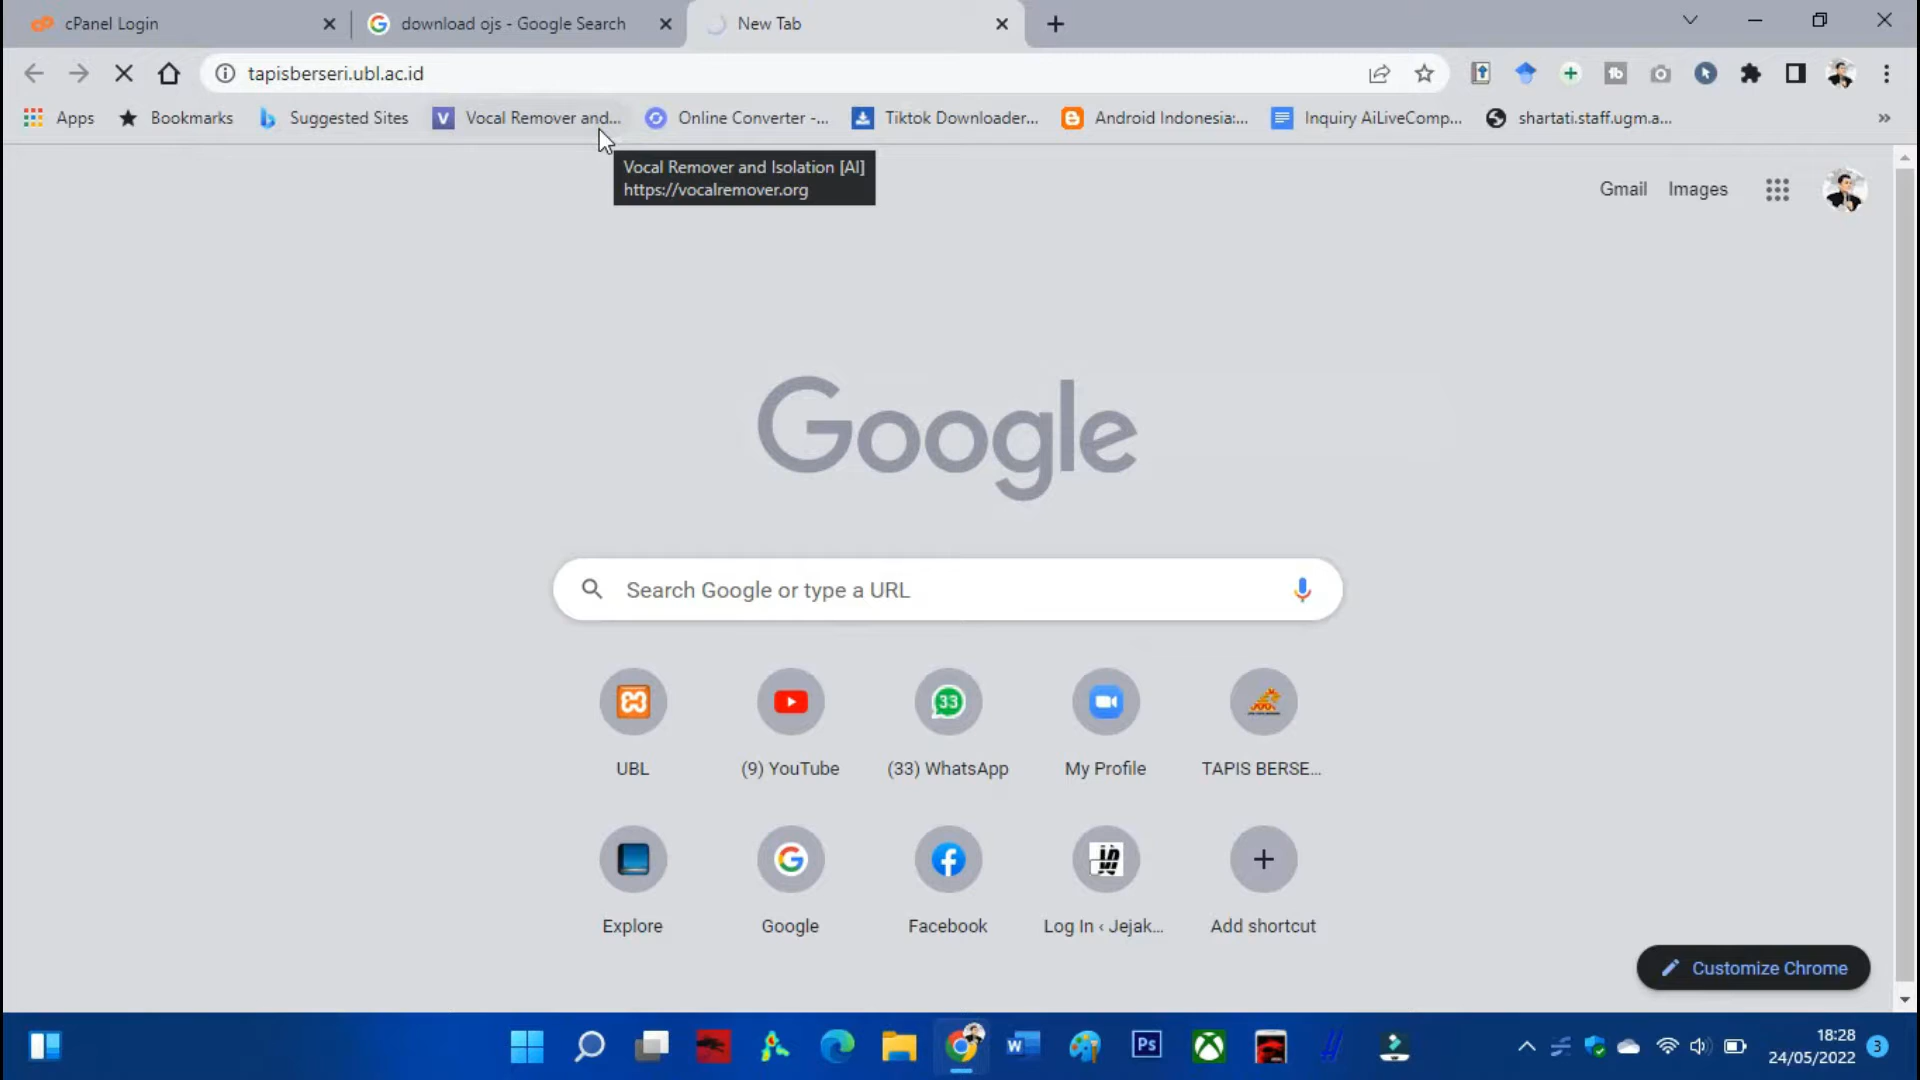 cPanel Login
download ojs - Google Search
New Tab
tapisberseri.ubl.ac.id
Apps
Bookmarks
Suggested Sites
Vocal Remover and...
Online Converter -...
Tiktok Downloader...
Android Indonesia:...
Inquiry AiLiveComp...
shartati.staff.ugm.a...
»
Vocal Remover and Isolation [AI]
https://vocalremover.org
Gmail
Images
Google
Search Google or type a URL
33
UBL
(9) YouTube
(33) WhatsApp
My Profile
TAPIS BERSE...
Explore
Google
Facebook
Log In ‹ Jejak...
Add shortcut
Customize Chrome
Ps
18:28
24/05/2022
3